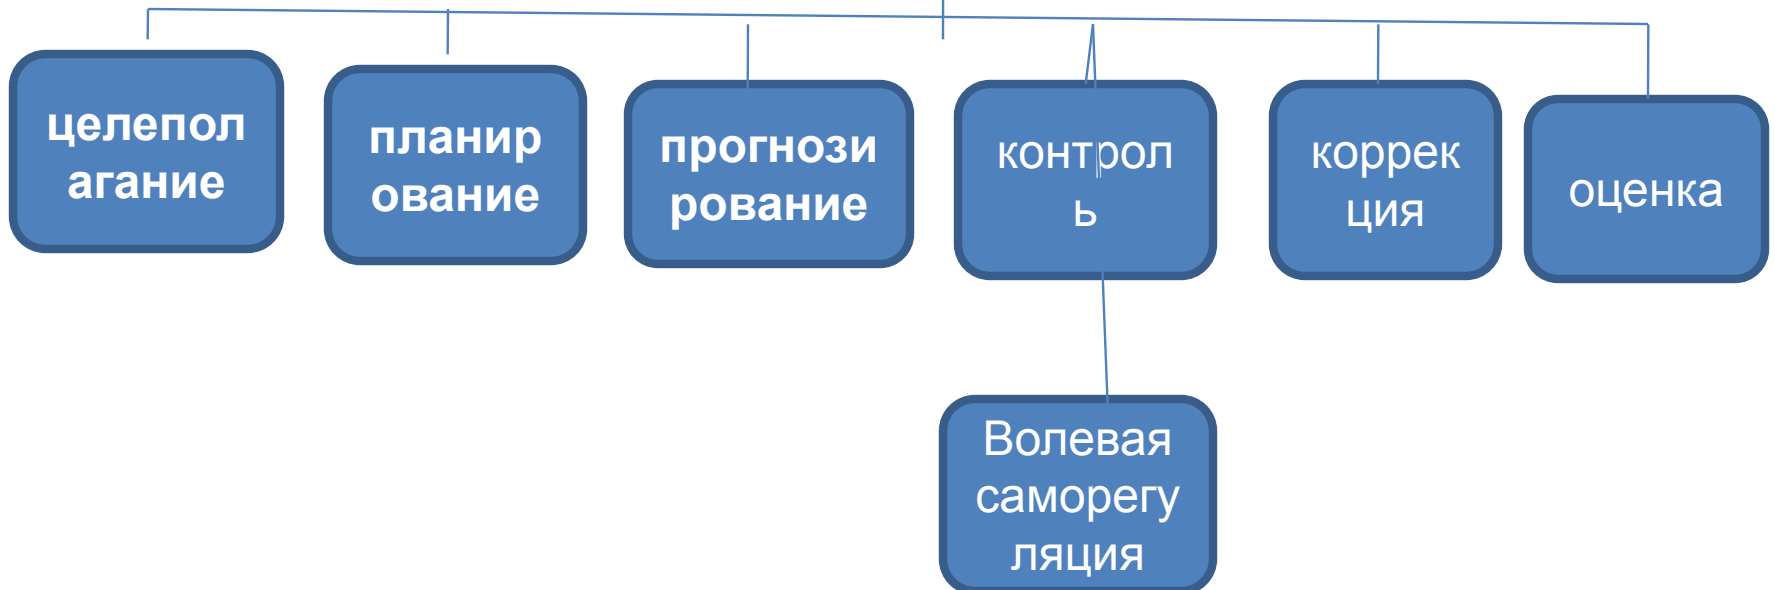 целепол
агание
планир
ование
прогнози
рование
контрол
ь
коррек
ция
оценка
Волевая
саморегу
ляция